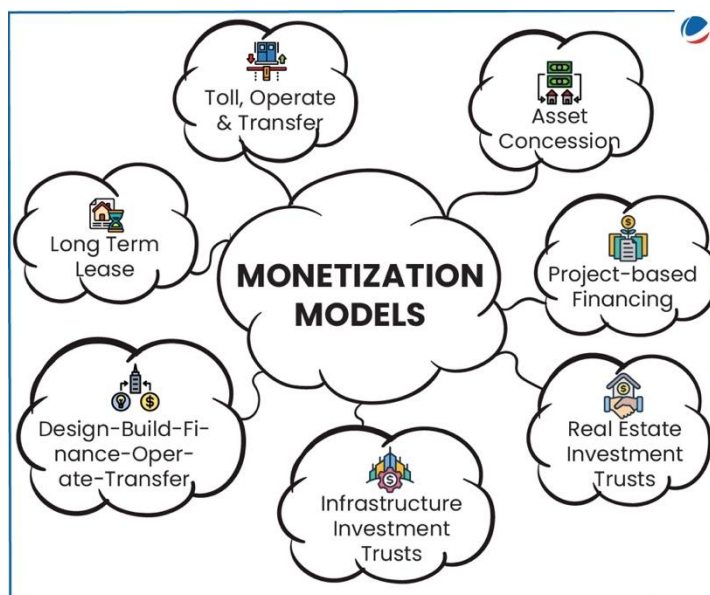 Toll, Operate
& Transfer
Asset
Concession
Long Term
Lease
MONETIZATION
MODELS
Project-based
Financing
Design-Build-Fi-
nance-Oper-
ate-Transfer
Infrastructure
Investment
Trusts
Real Estate
Investment
Trusts